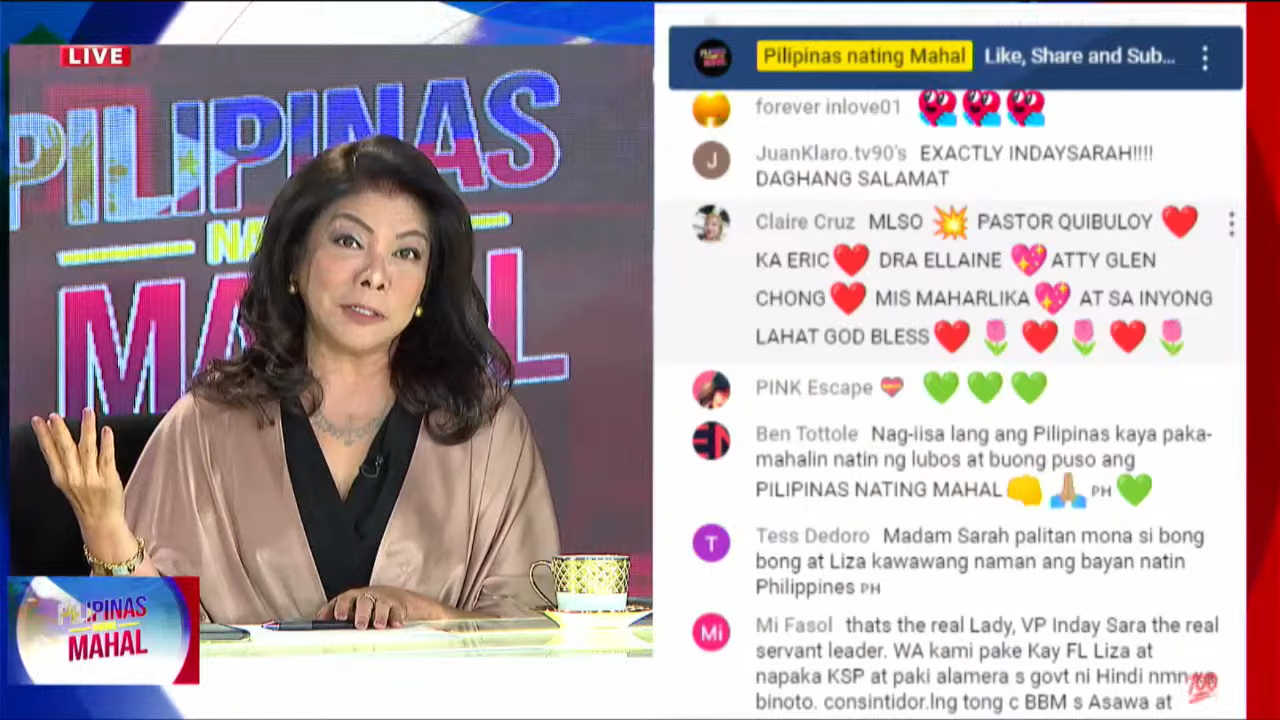 LIVE
PILIPINAS
NA
MA L
PILIPINAS
MAHAL
Pilipinas nating Mahal Like, Share and Sub...
forever inlove01
J JuanKlaro.tv90's EXACTLY INDAYSARAH!!!!
DAGHANG SALAMAT
Claire Cruz MLSO 💥 PASTOR QUIBULOY ❤️
KA ERIC❤️ DRA ELLAINE 💖 ATTY GLEN
CHONG❤️ MIS MAHARLIKA💖 AT SA INYONG
LAHAT GOD BLESS❤️🌷❤️🌷❤️🌷
PINK Escape 💝 💚💚💚
Ben Tottole Nag-iisa lang ang Pilipinas kaya paka-
mahalin natin ng lubos at buong puso ang
PILIPINAS NATING MAHAL👊🙏🏼PH💚
T Tess Dedoro Madam Sarah palitan mona si bong
bong at Liza kawawang naman ang bayan natin
Philippines PH
Mi Mi Fasol thats the real Lady, VP Inday Sara the real
servant leader. WA kami pake Kay FL Liza at
napaka KSP at paki alamera s govt ni Hindi nmn
binoto. consintidor.lng tong c BBM s Asawa at